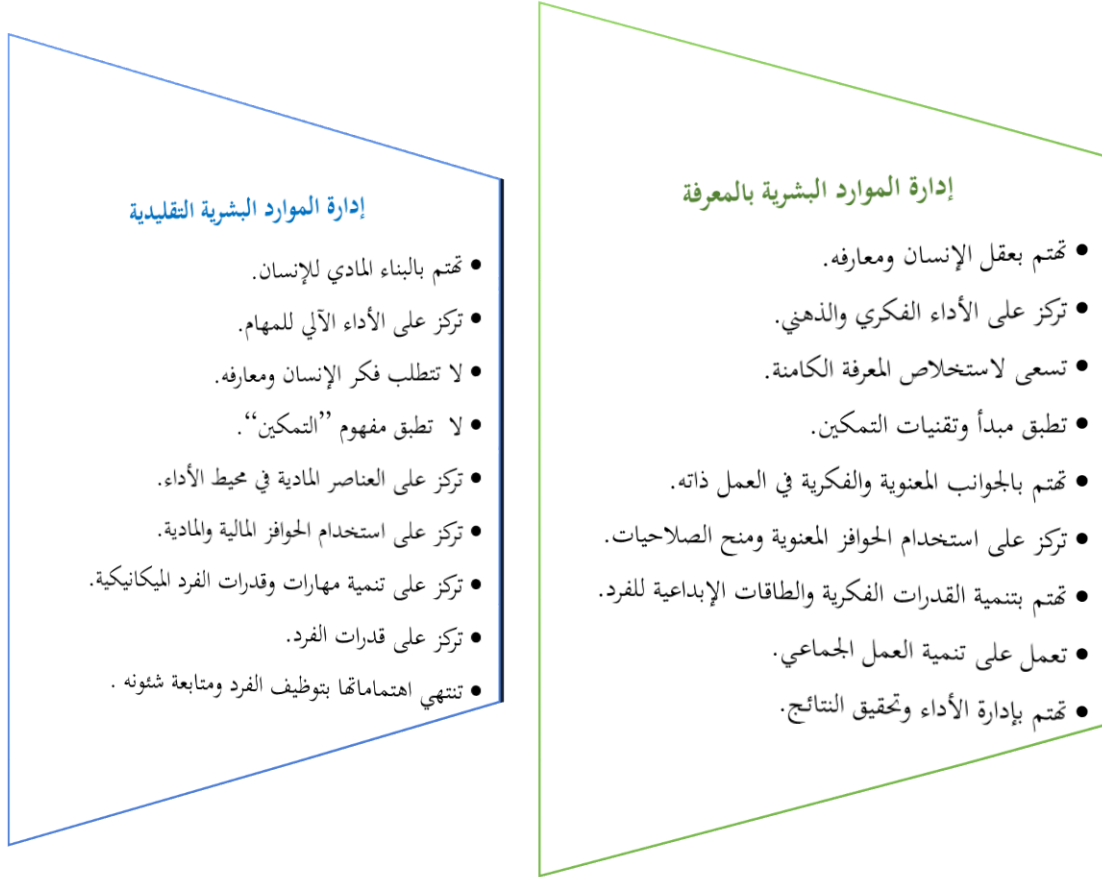 إدارة الموارد البشرية بالمعرفة
• تهتم بعقل الإنسان ومعارفه.
• تركز على الأداء الفكري والذهني.
• تسعى لاستخلاص المعرفة الكامنة.
• تطبق مبدأ وتقنيات التمكين.
• تهتم بالجوانب المعنوية والفكرية في العمل ذاته.
• تركز على استخدام الحوافز المعنوية ومنح الصلاحيات.
• تهتم بتنمية القدرات الفكرية والطاقات الإبداعية للفرد.
• تعمل على تنمية العمل الجماعي.
• تهتم بإدارة الأداء وتحقيق النتائج.
إدارة الموارد البشرية التقليدية
• تهتم بالبناء المادي للإنسان.
• تركز على الأداء الآلي للمهام.
• لا تتطلب فكر الإنسان ومعارفه.
• لا تطبق مفهوم ”التمكين“.
• تركز على العناصر المادية في محيط الأداء.
• تركز على استخدام الحوافز المالية والمادية.
• تركز على تنمية مهارات وقدرات الفرد الميكانيكية.
• تركز على قدرات الفرد.
• تنتهي اهتماماتها بتوظيف الفرد ومتابعة شئونه .